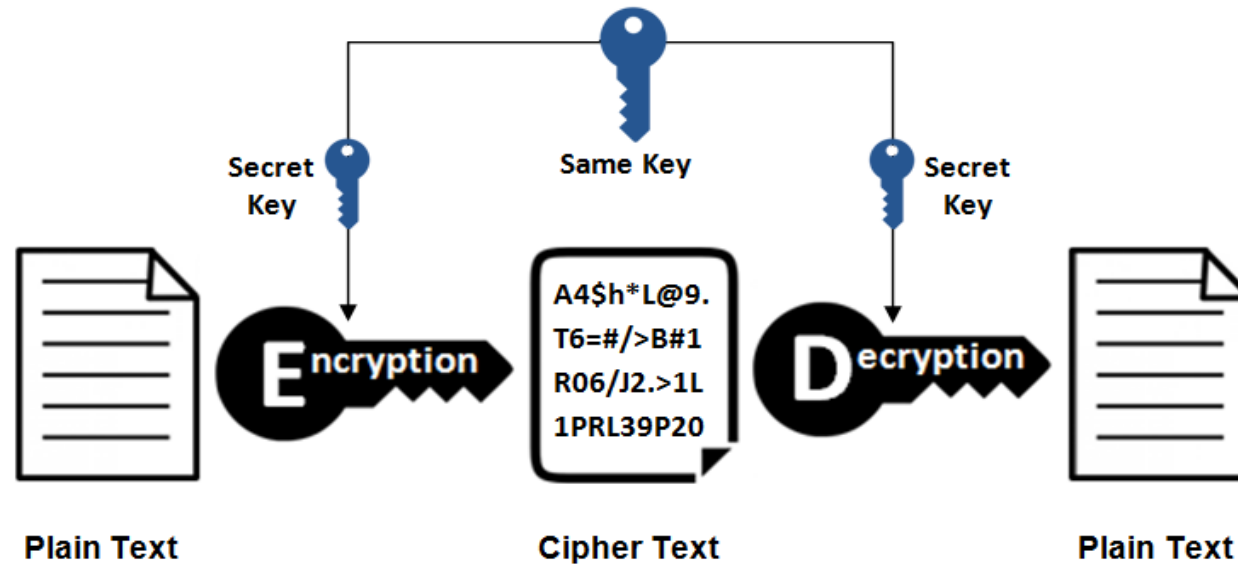 Same Key
Secret
Key
Secret
Key
Encryption
A4$h*L@9.
T6=#/>B#1
R06/J2.>1L
1PRL39P20
Decryption
Plain Text
Cipher Text
Plain Text